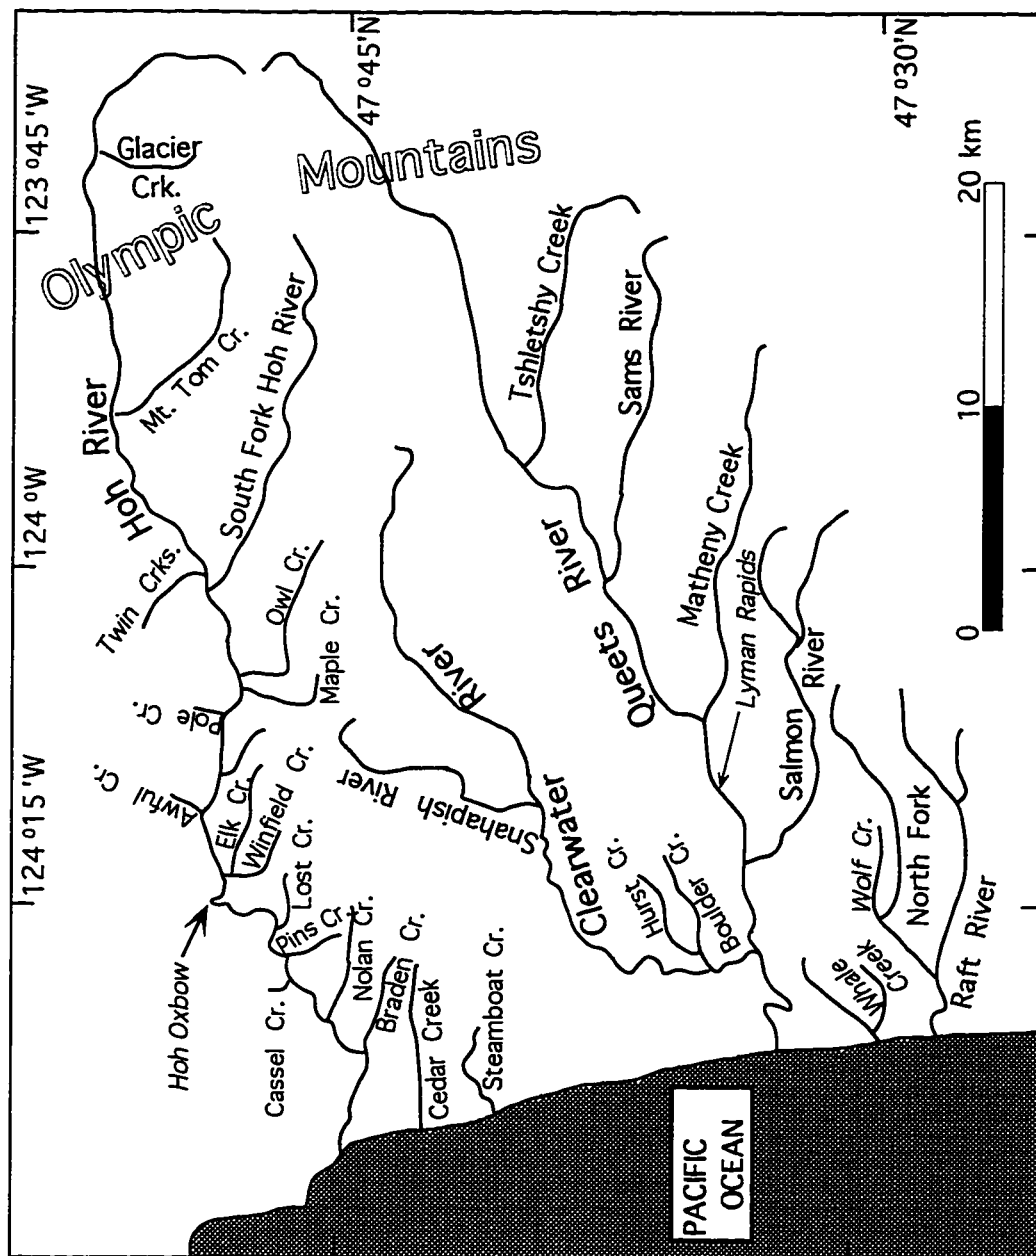 123 °45 'W
124 °W
124 °15 'W
47 °45'N
47 °30'N
Olympic
Mountains
Glacier
Crk.
Hoh River
Mt. Tom Cr.
South Fork Hoh River
Twin Crks.
Owl Cr.
Maple Cr.
Pole Cr.
Awful Cr.
Elk Cr.
Winfield Cr.
Hoh Oxbow
Lost Cr.
Pins Cr.
Cassel Cr.
Nolan Cr.
Braden Cr.
Cedar Creek
Steamboat Cr.
Snahapish River
Clearwater River
Hurst Cr.
Boulder Cr.
Queets River
Tshletshy Creek
Sams River
Matheny Creek
Lyman Rapids
Salmon
River
Wolf Cr.
North Fork
Whale
Creek
Raft River
PACIFIC
OCEAN
0 10 20 km